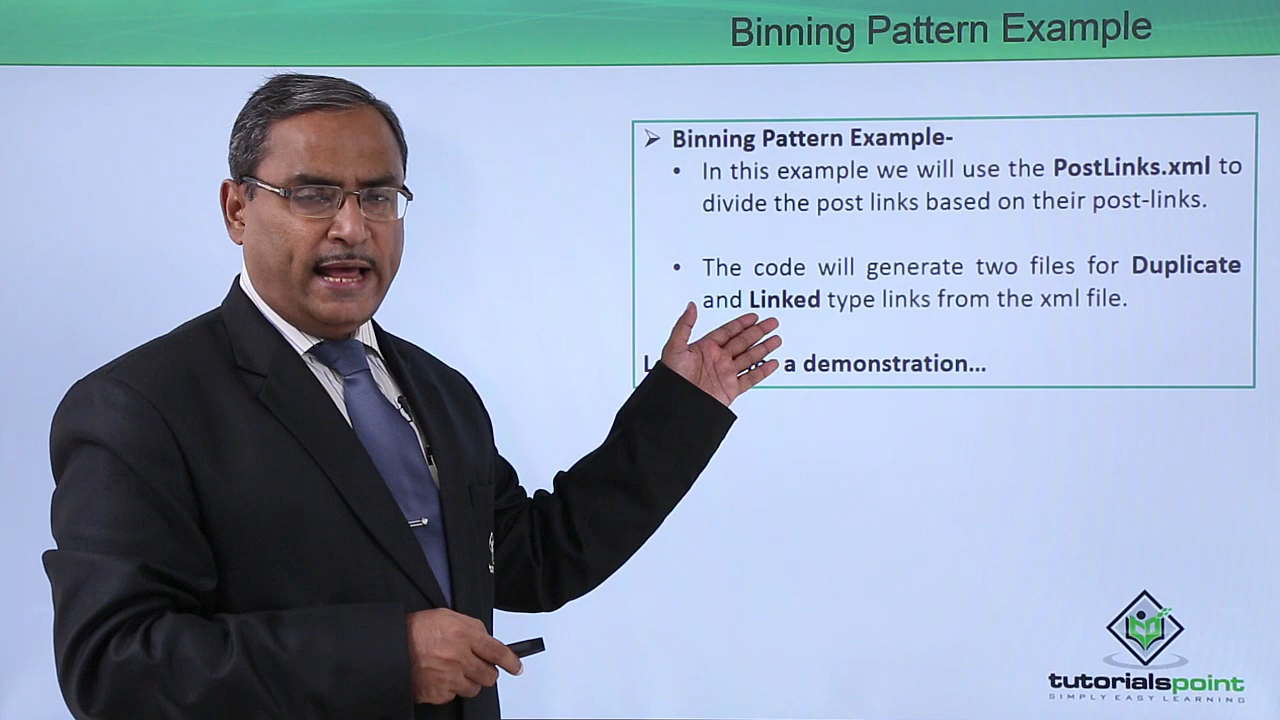 Binning Pattern Example
➢ Binning Pattern Example-
• In this example we will use the PostLinks.xml to
divide the post links based on their post-links.
• The code will generate two files for Duplicate
and Linked type links from the xml file.
a demonstration...
tutorialspoint
SIMPLY EASY LEARNING